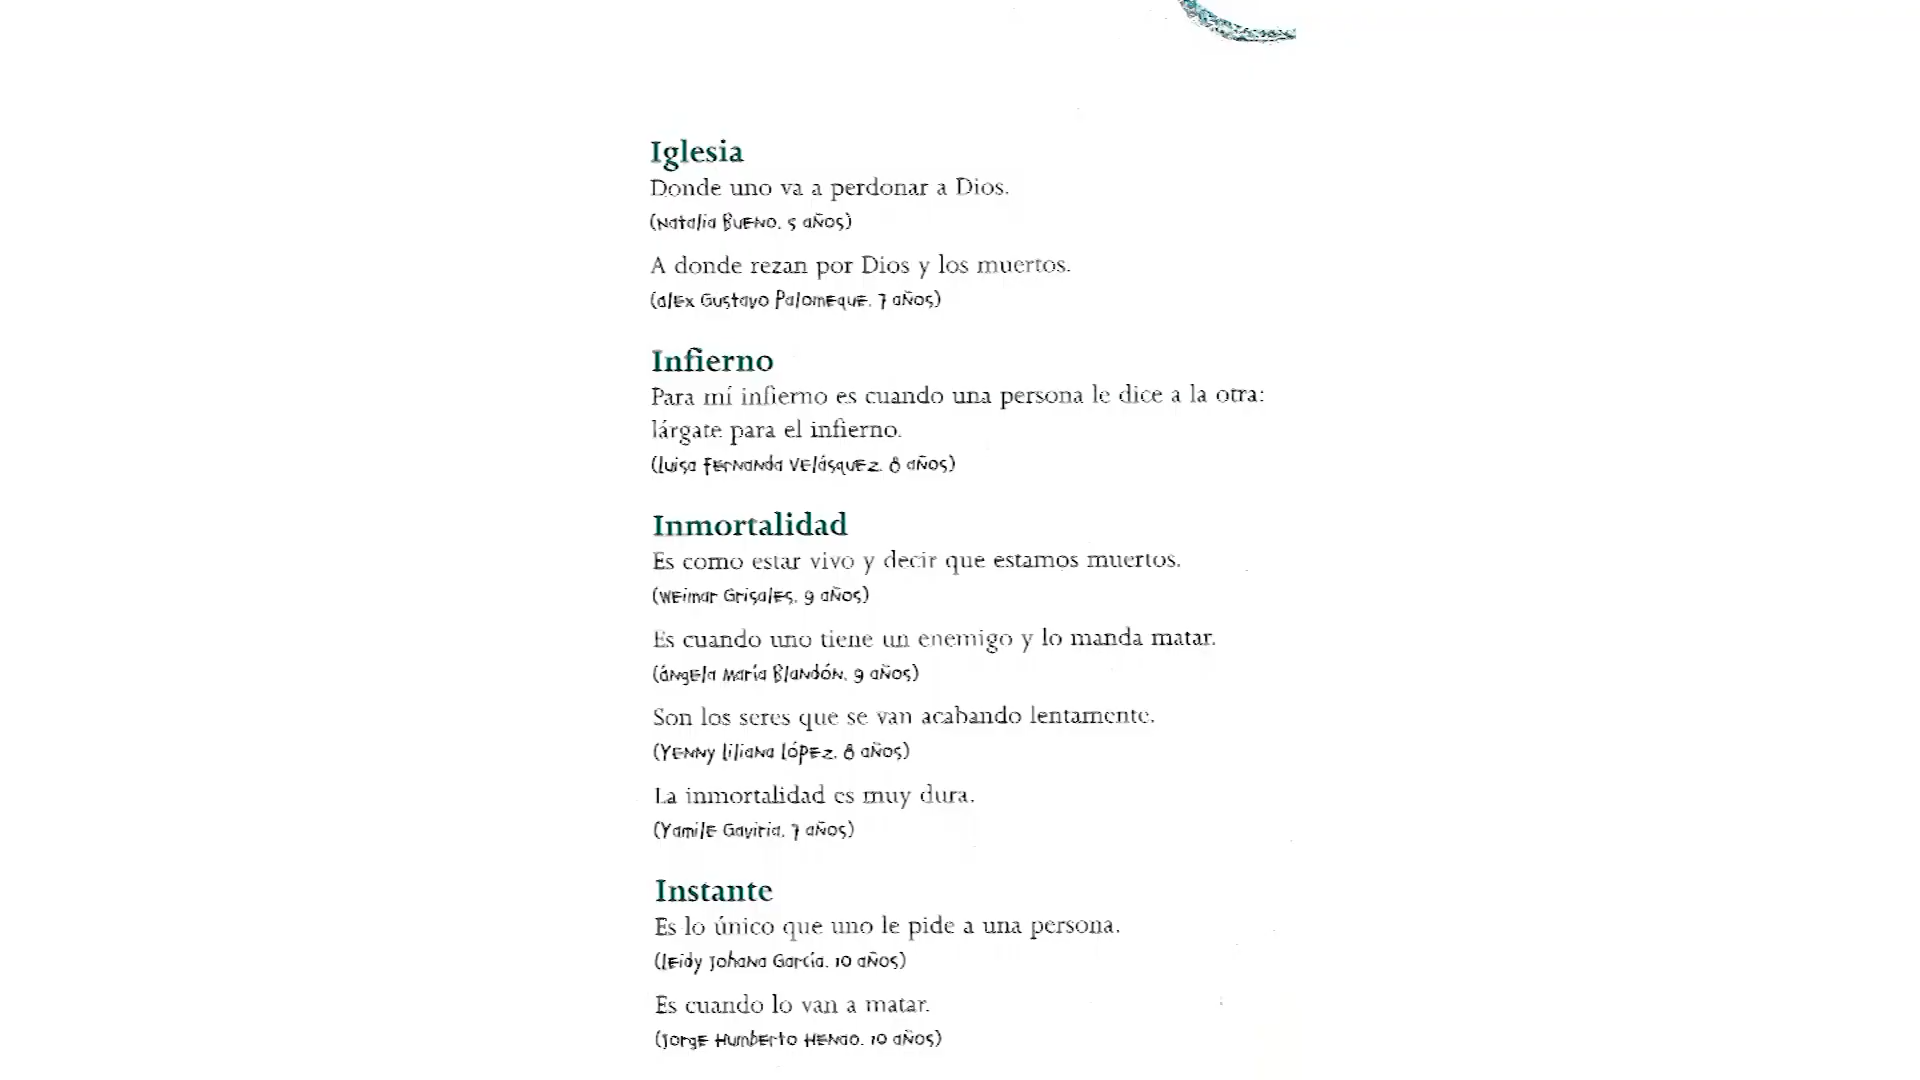 Iglesia
Donde uno va a perdonar a Dios.
(Natalia Bueno, 5 años)
A donde rezan por Dios y los muertos.
(Alex Gustavo Palomeque, 7 años)
Infierno
Para mí infierno es cuando una persona le dice a la otra:
lárgate para el infierno.
(Luisa Fernanda Velásquez, 8 años)
Inmortalidad
Es como estar vivo y decir que estamos muertos.
(Weimar Grisales, 9 años)
Es cuando uno tiene un enemigo y lo manda matar.
(Ángela María Blandón, 9 años)
Son los seres que se van acabando lentamente.
(Yenny Liliana López, 8 años)
La inmortalidad es muy dura.
(Yamile Gaviria, 7 años)
Instante
Es lo único que uno le pide a una persona.
(Leidy Johana García, 10 años)
Es cuando lo van a matar.
(Jorge Humberto Henao, 10 años)